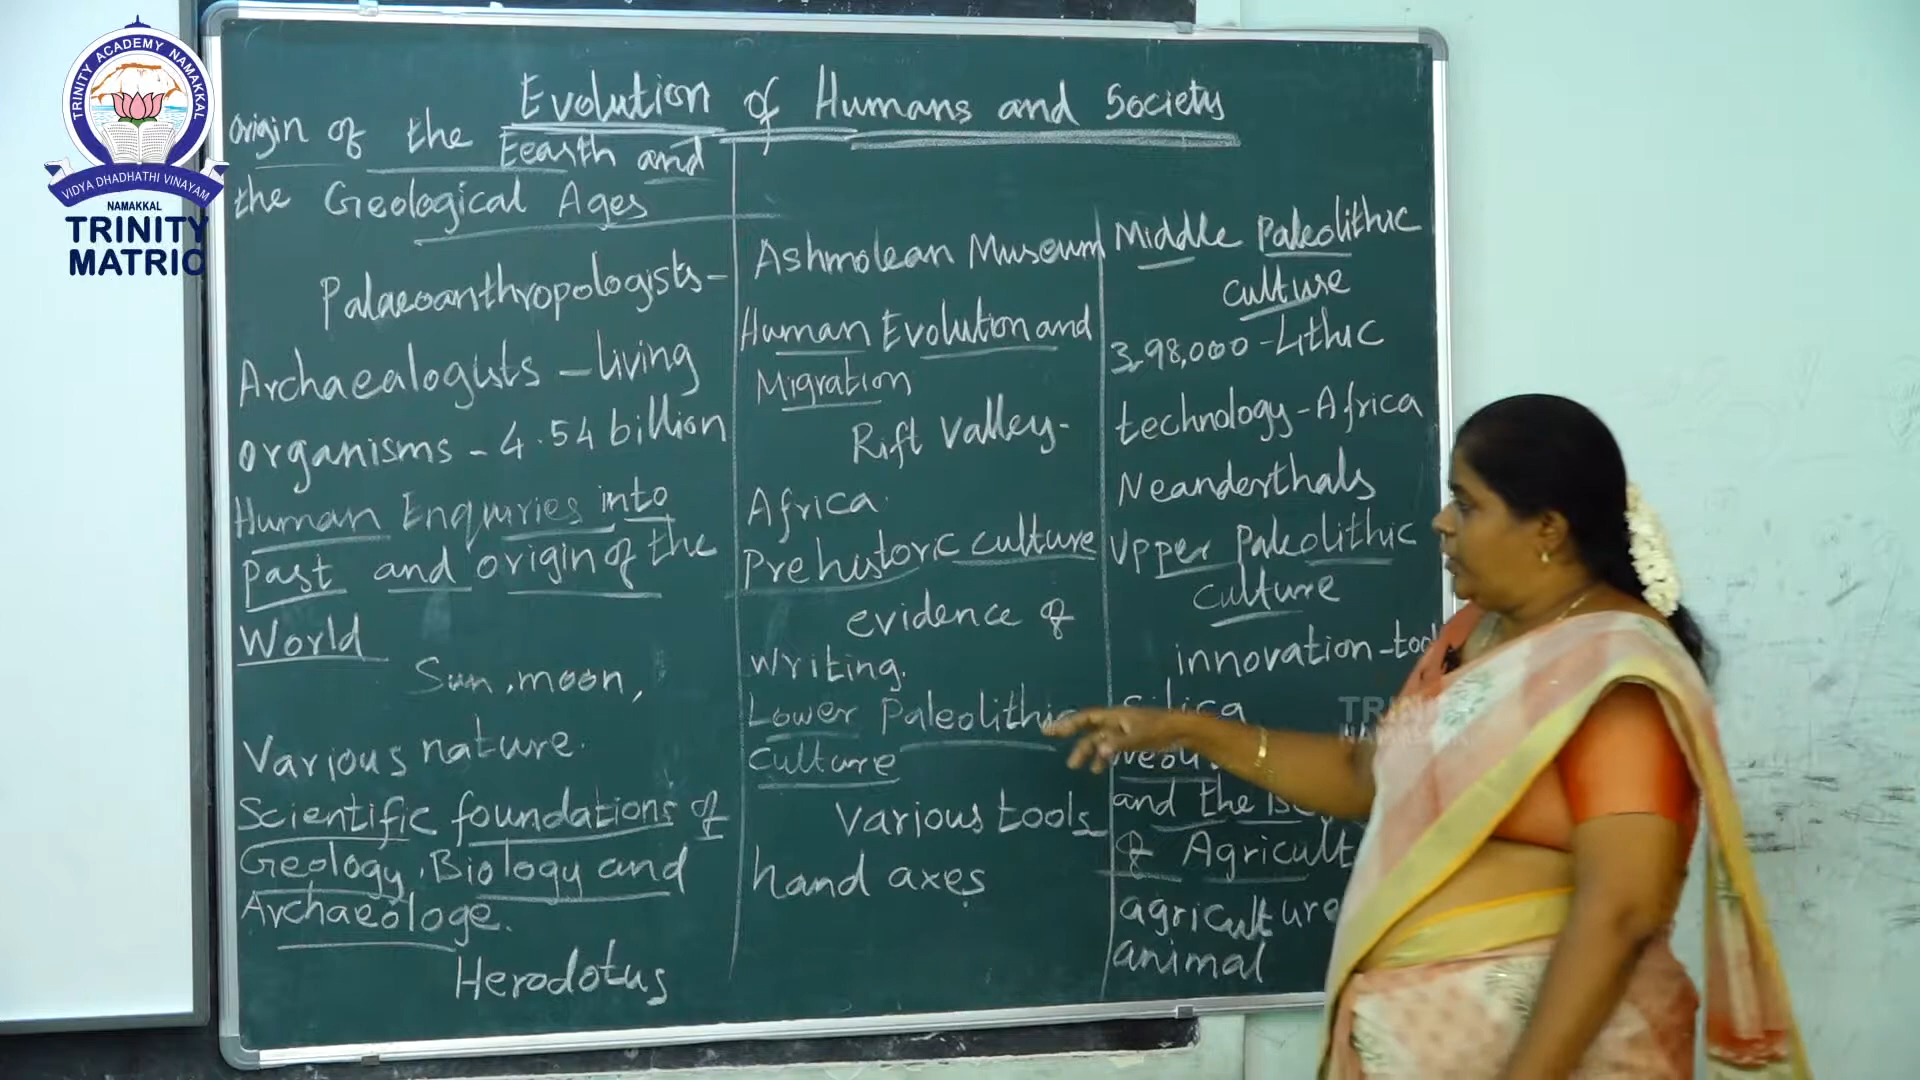 TRINITY ACADEMY NAMAKKAL
VIDYA DHADHATHI VINAYAM
NAMAKKAL
TRINITY
MATRIC
Evolution of Humans and Society
Origin of the Eearth and
the Geological Ages
Palaeoanthropologists-
Archaealogists - living
organisms - 4.54 billion
Human Enquiries into
past and origin of the
World
Sun, moon,
Various nature.
Scientific foundations of
Geology, Biology and
Archaeologe.
Herodotus
Ashmolean Museum
Human Evolution and
Migration
Rift Valley-
Africa.
Prehistoric culture
evidence of
writing.
Lower Paleolithic
Culture
Various tools
hand axes
Middle Paleolithic
culture
3,98,000 - Lithic
technology - Africa
Neanderthals
Upper Paleolithic
culture
innovation - tool
Silica
and the
of Agricult
agriculture
animal